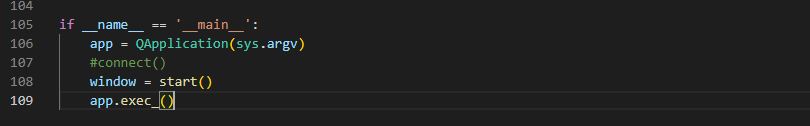 104
105 if __name__ == '__main__':
106 app = QApplication(sys.argv)
107 #connect()
108 window = start()
109 app.exec_()